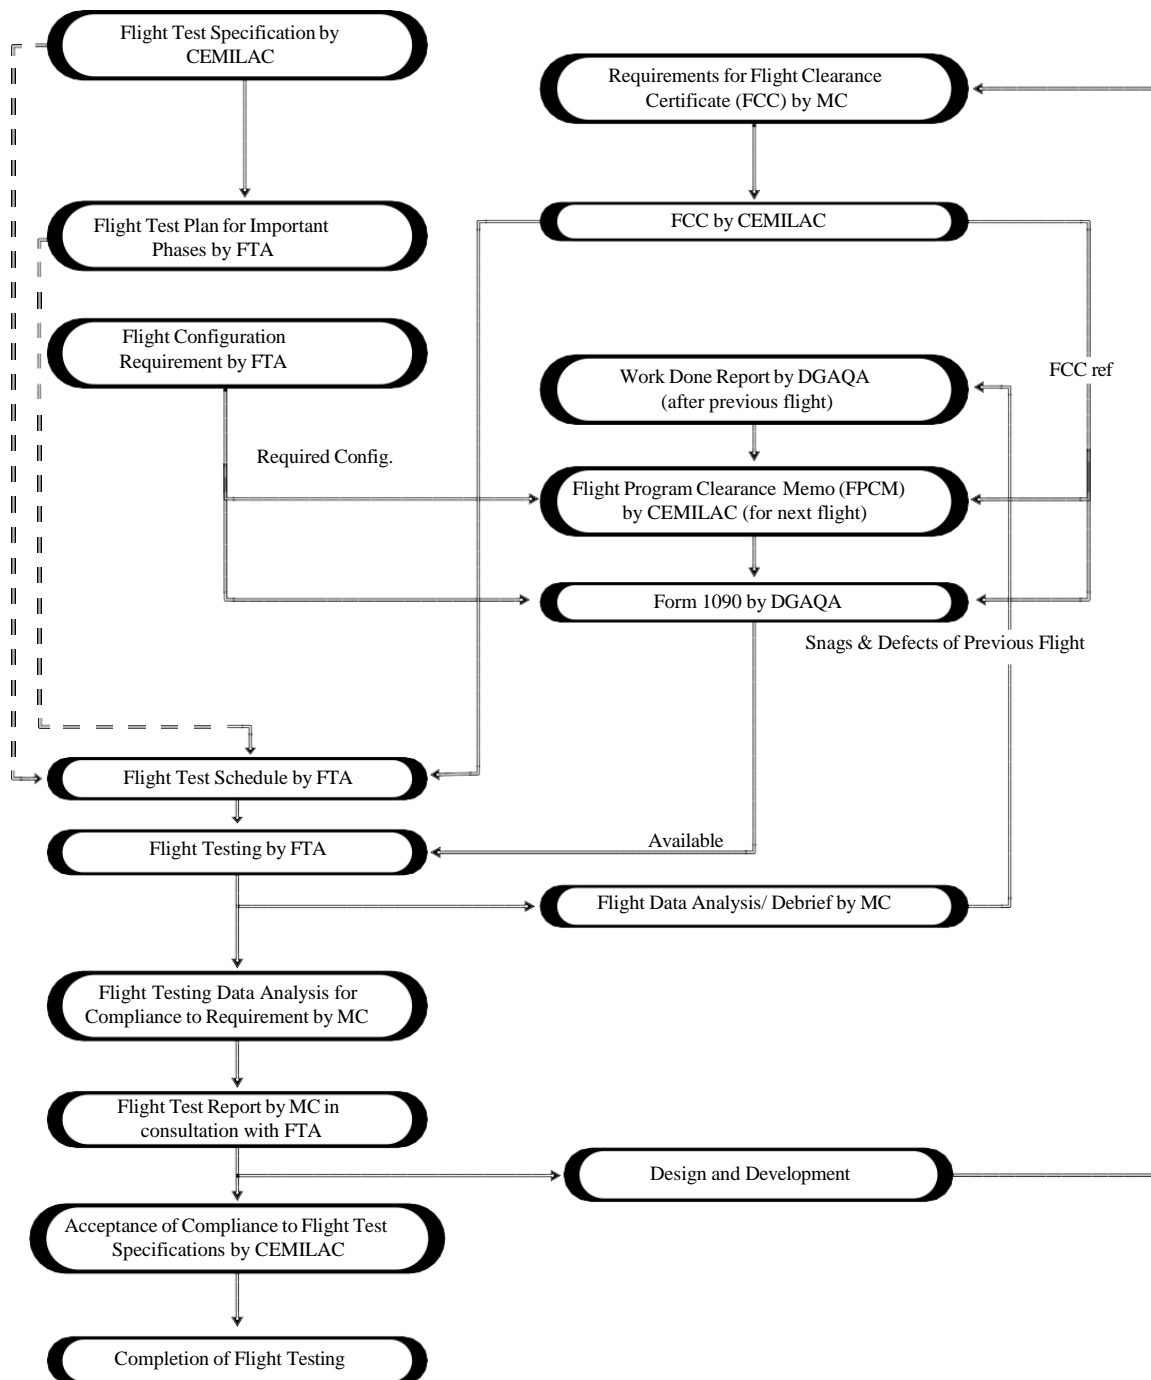 Flight Test Specification by
CEMILAC
Requirements for Flight Clearance
Certificate (FCC) by MC
Flight Test Plan for Important
Phases by FTA
FCC by CEMILAC
Flight Configuration
Requirement by FTA
FCC ref
Work Done Report by DGAQA
(after previous flight)
Required Config.
Flight Program Clearance Memo (FPCM)
by CEMILAC (for next flight)
Form 1090 by DGAQA
Snags & Defects of Previous Flight
Flight Test Schedule by FTA
Flight Testing by FTA
Available
Flight Data Analysis/ Debrief by MC
Flight Testing Data Analysis for
Compliance to Requirement by MC
Flight Test Report by MC in
consultation with FTA
Design and Development
Acceptance of Compliance to Flight Test
Specifications by CEMILAC
Completion of Flight Testing